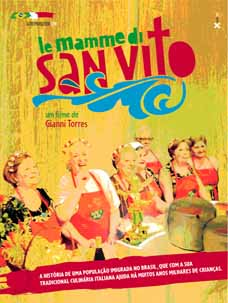 le mamme di
San Vito
um filme de
Gianni Torres
A HISTÓRIA DE UMA POPULAÇÃO IMIGRADA NO BRASIL, QUE COM A SUA
TRADICIONAL CULINÁRIA ITALIANA AJUDA HÁ MUITOS ANOS MILHARES DE CRIANÇAS.